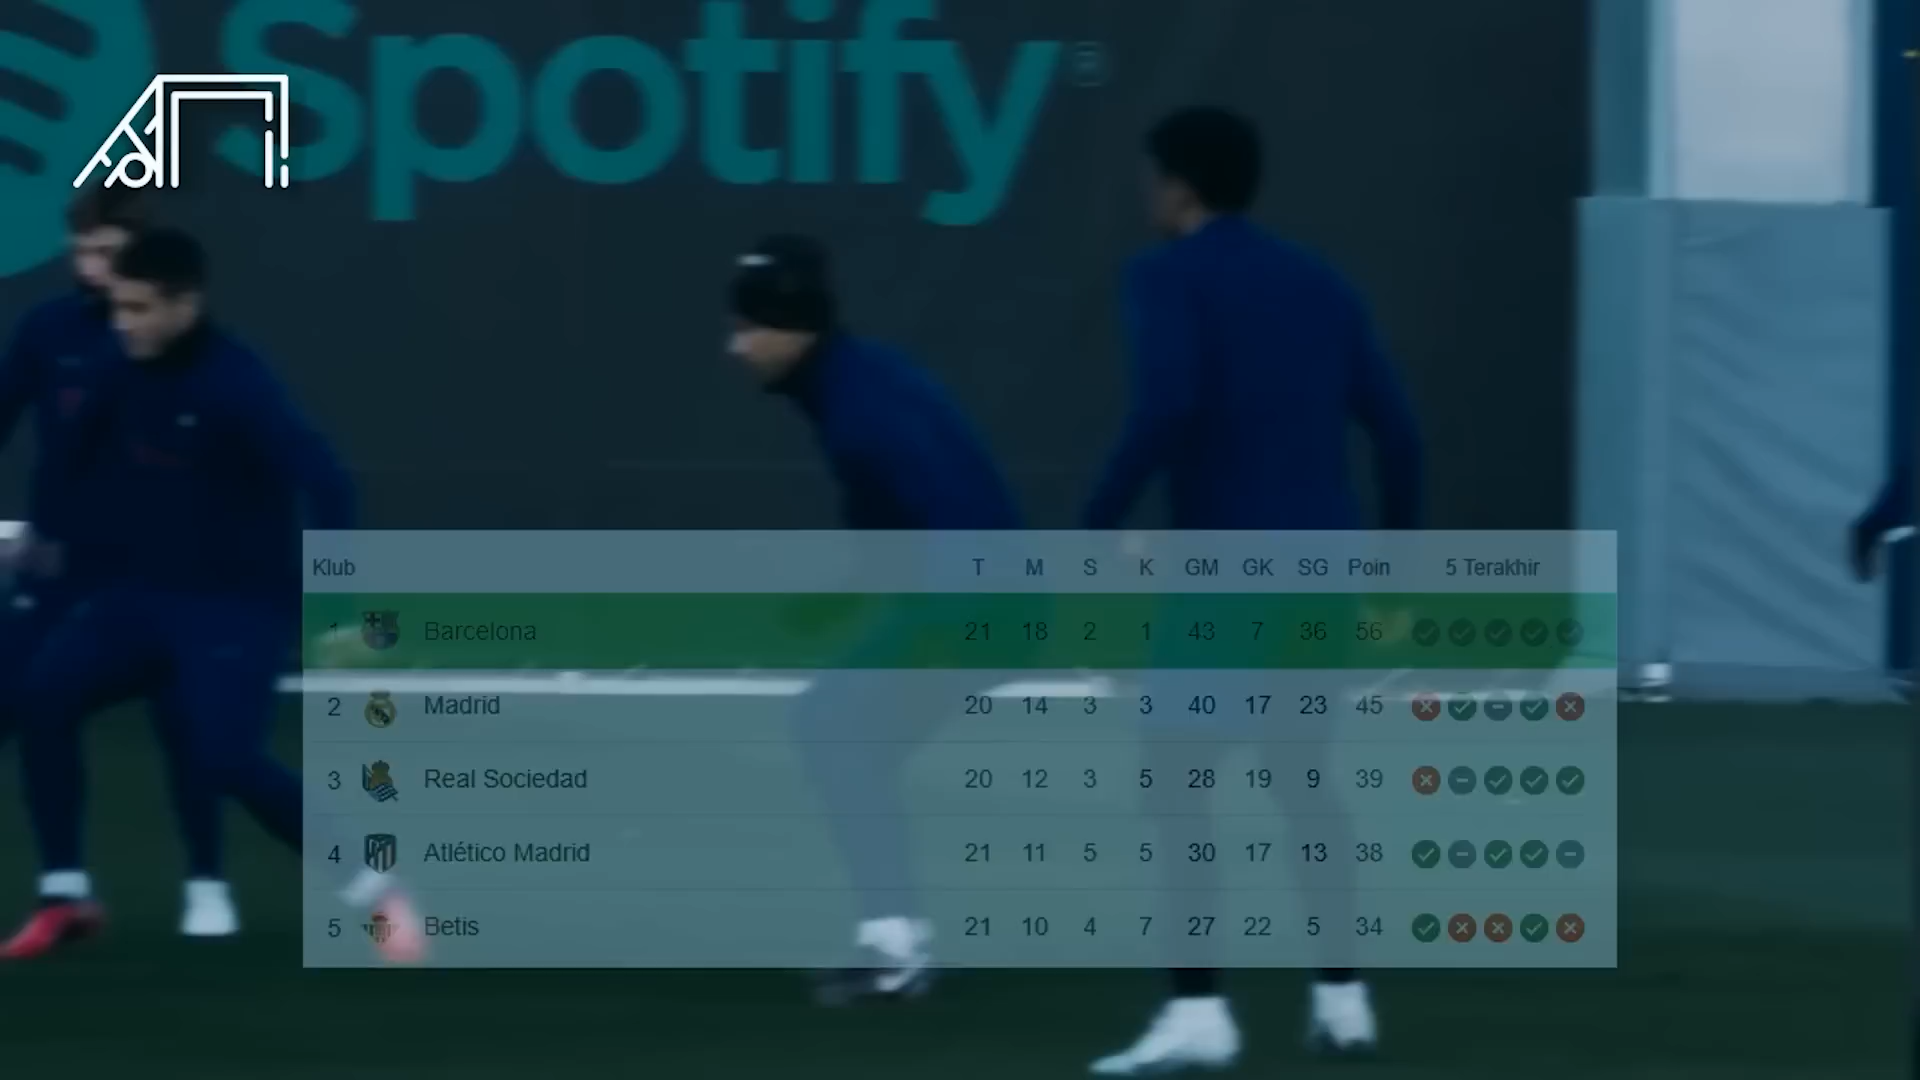 Spotify®
Klub T M S K GM GK SG Poin 5 Terakhir
1 Barcelona 21 18 2 1 43 7 36 56
2 Madrid 20 14 3 3 40 17 23 45
3 Real Sociedad 20 12 3 5 28 19 9 39
4 Atlético Madrid 21 11 5 5 30 17 13 38
5 Betis 21 10 4 7 27 22 5 34